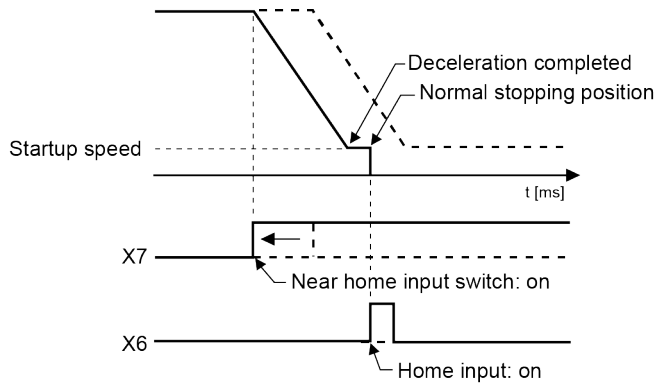 Deceleration completed
Normal stopping position
Startup speed
t [ms]
X7
Near home input switch: on
X6
Home input: on